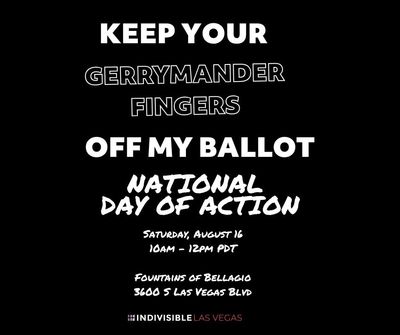 KEEP YOUR
GERRYMANDER
FINGERS
OFF MY BALLOT
NATIONAL
DAY OF ACTION
SATURDAY, AUGUST 16
10AM - 12PM PDT
FOUNTAINS OF BELLAGIO
3600 S LAS VEGAS BLVD
INDIVISIBLE LAS VEGAS